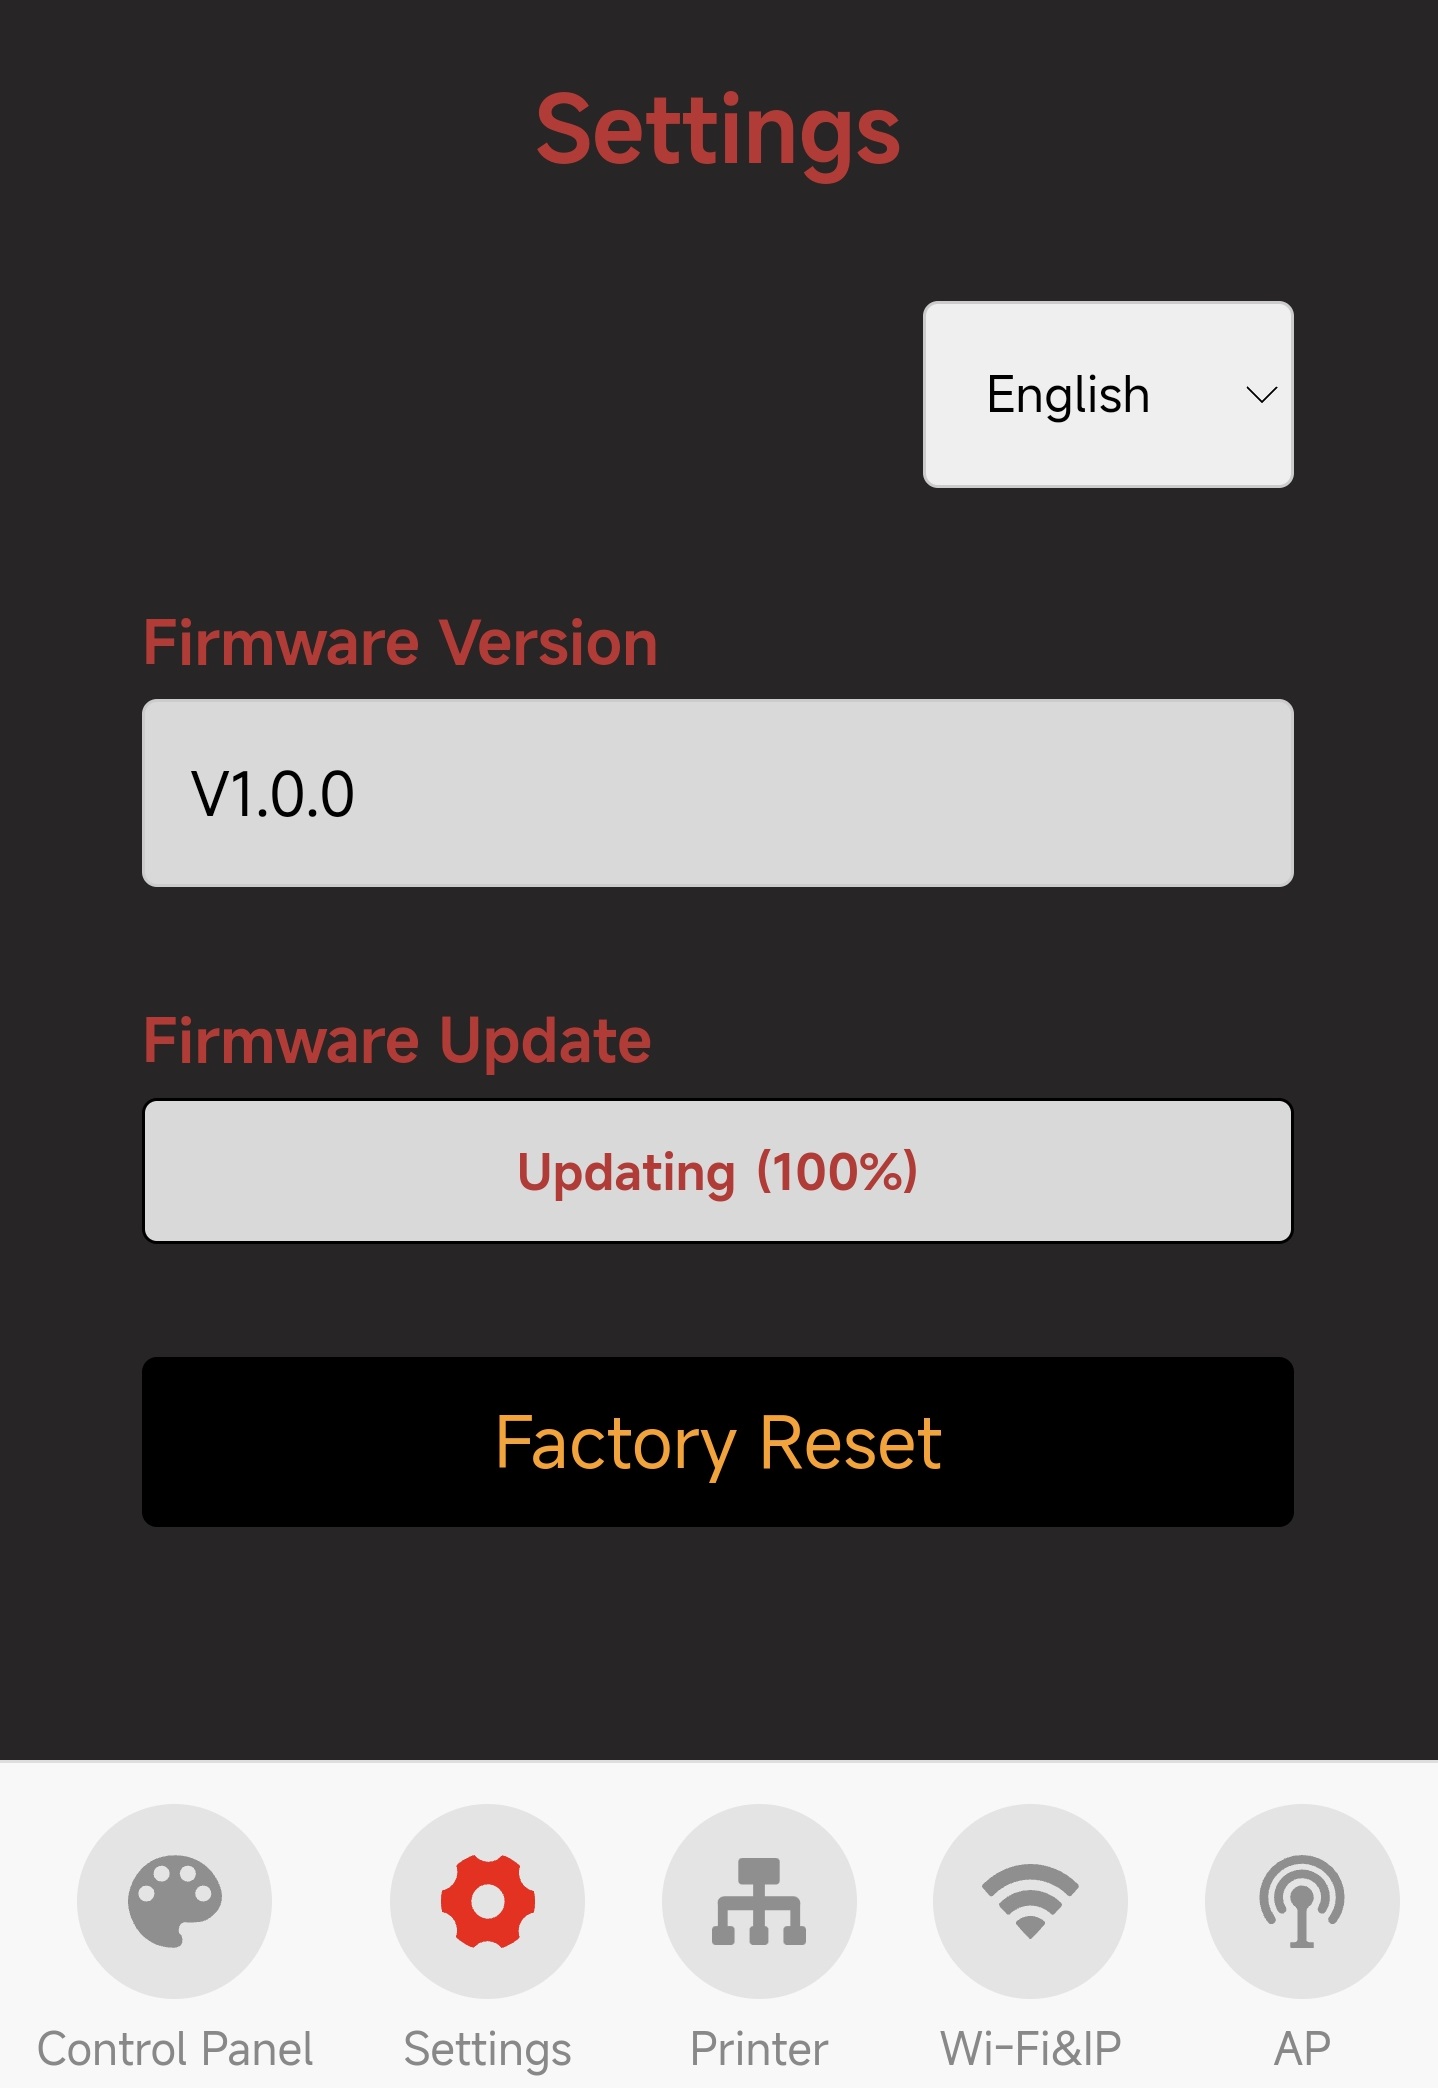 Settings
English
Firmware Version
V1.0.0
Firmware Update
Updating (100%)
Factory Reset
Control Panel
Settings
Printer
Wi-Fi&IP
AP